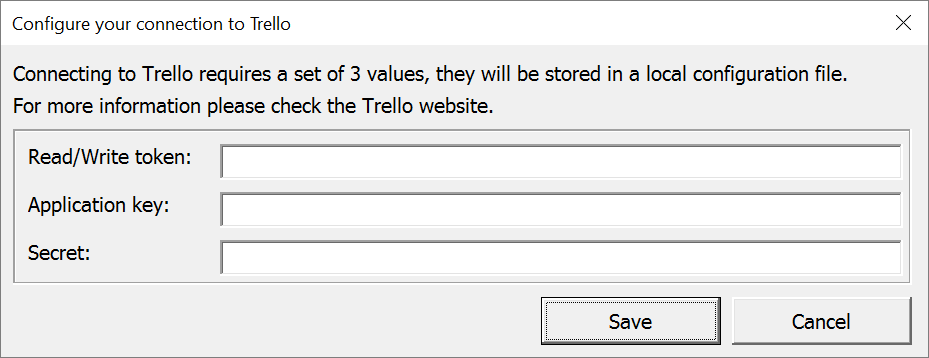 Configure your connection to Trello
Connecting to Trello requires a set of 3 values, they will be stored in a local configuration file.
For more information please check the Trello website.
Read/Write token:
Application key:
Secret:
Save Cancel